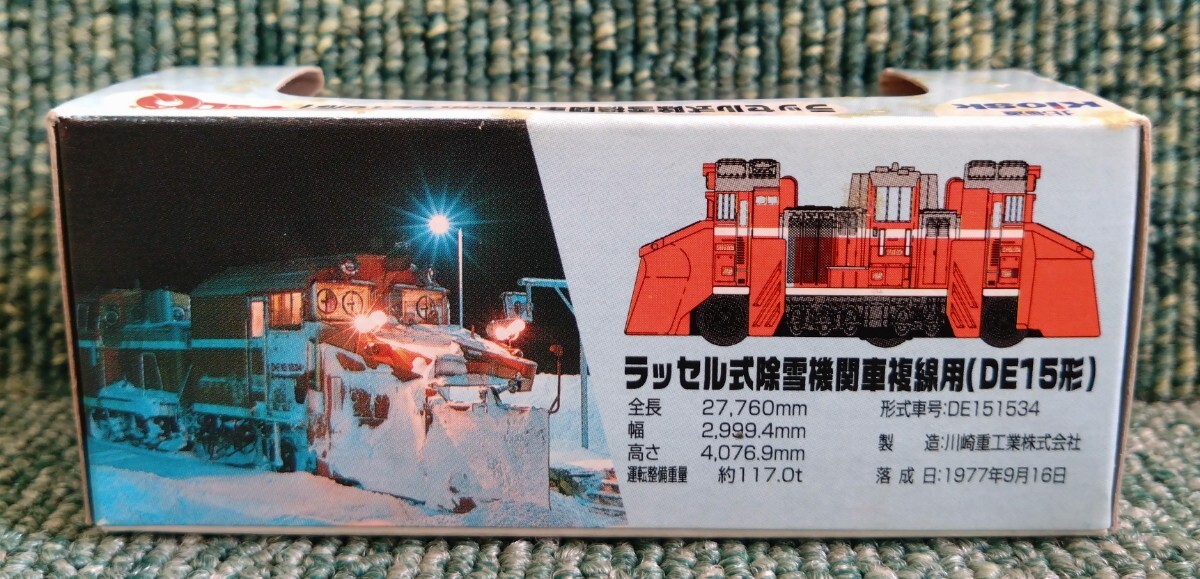 北海道
Kiosk
ラッセル式除雪機関車複線用(DE15形)
全長 27,760mm
幅 2,999.4mm
高さ 4,076.9mm
運転整備重量 約117.0t
形式車号:DE151534
製造:川崎重工業株式会社
落成日:1977年9月16日